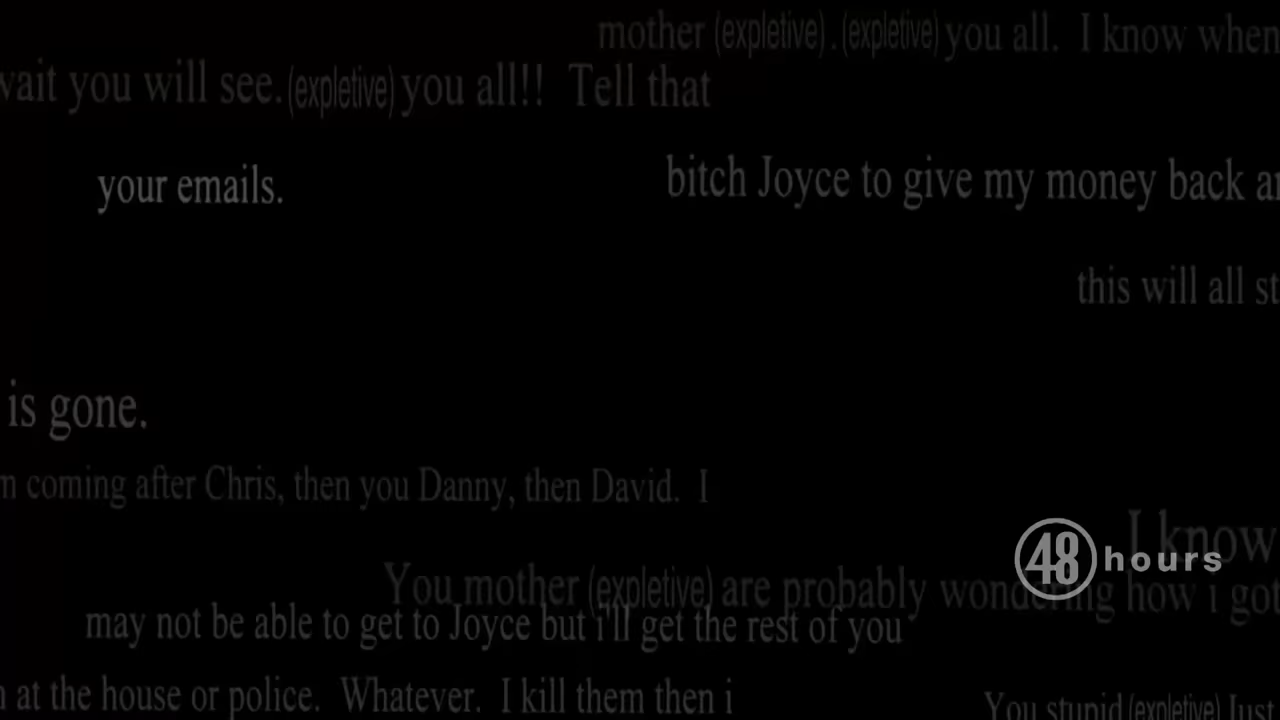 mother (expletive). (expletive) you all. I know when
wait you will see. (expletive) you all!! Tell that
your emails.
bitch Joyce to give my money back
this will all
is gone.
coming after Chris, then you Danny, then David. I
I know
48 hours
You mother (expletive) are probably wondering how i got
may not be able to get to Joyce but i'll get the rest of you
at the house or police. Whatever. I kill them then i
You stupid (expletive) Just